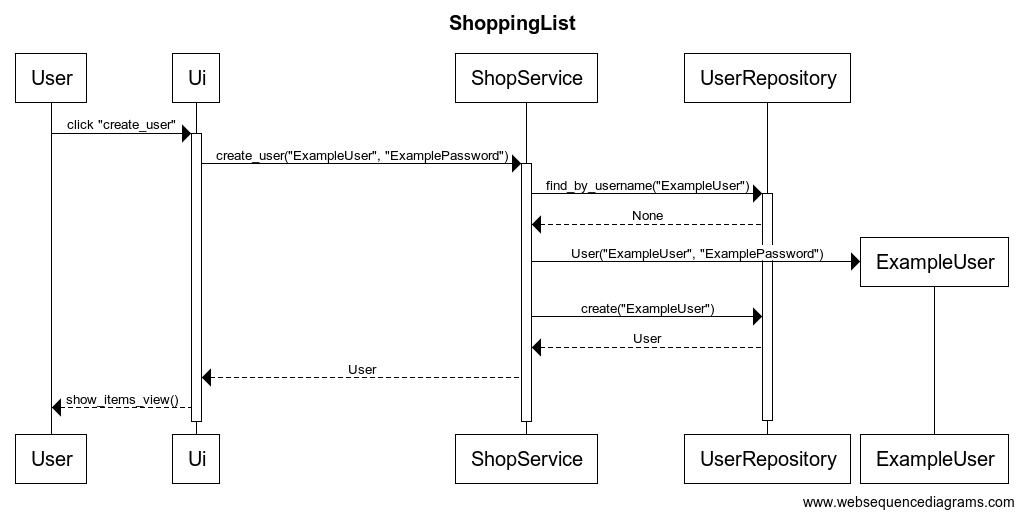 ShoppingList
User
Ui
ShopService
UserRepository
click "create_user"
create_user("ExampleUser", "ExamplePassword")
find_by_username("ExampleUser")
None
User("ExampleUser", "ExamplePassword")
ExampleUser
create("ExampleUser")
User
User
show_items_view()
User
Ui
ShopService
UserRepository
ExampleUser
www.websequencediagrams.com